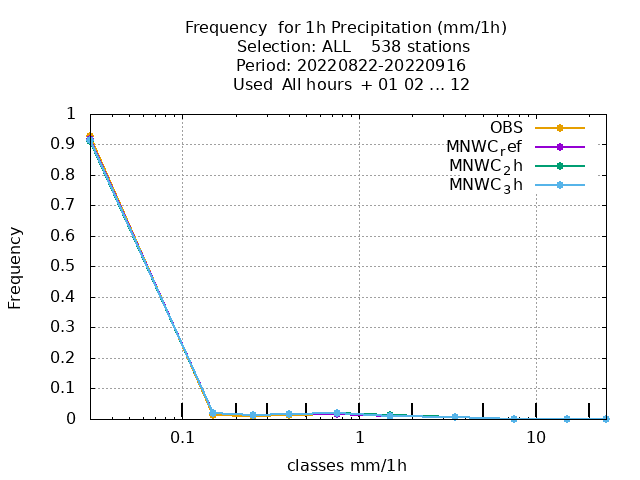 Frequency  for 1h Precipitation (mm/1h)
Selection: ALL    538 stations
Period: 20220822-20220916
Used  All hours  + 01 02 ... 12
OBS
MNWC_ref
MNWC_2h
MNWC_3h
1
0.9
0.8
0.7
0.6
0.5
0.4
0.3
0.2
0.1
0
Frequency
0.1
1
10
classes mm/1h